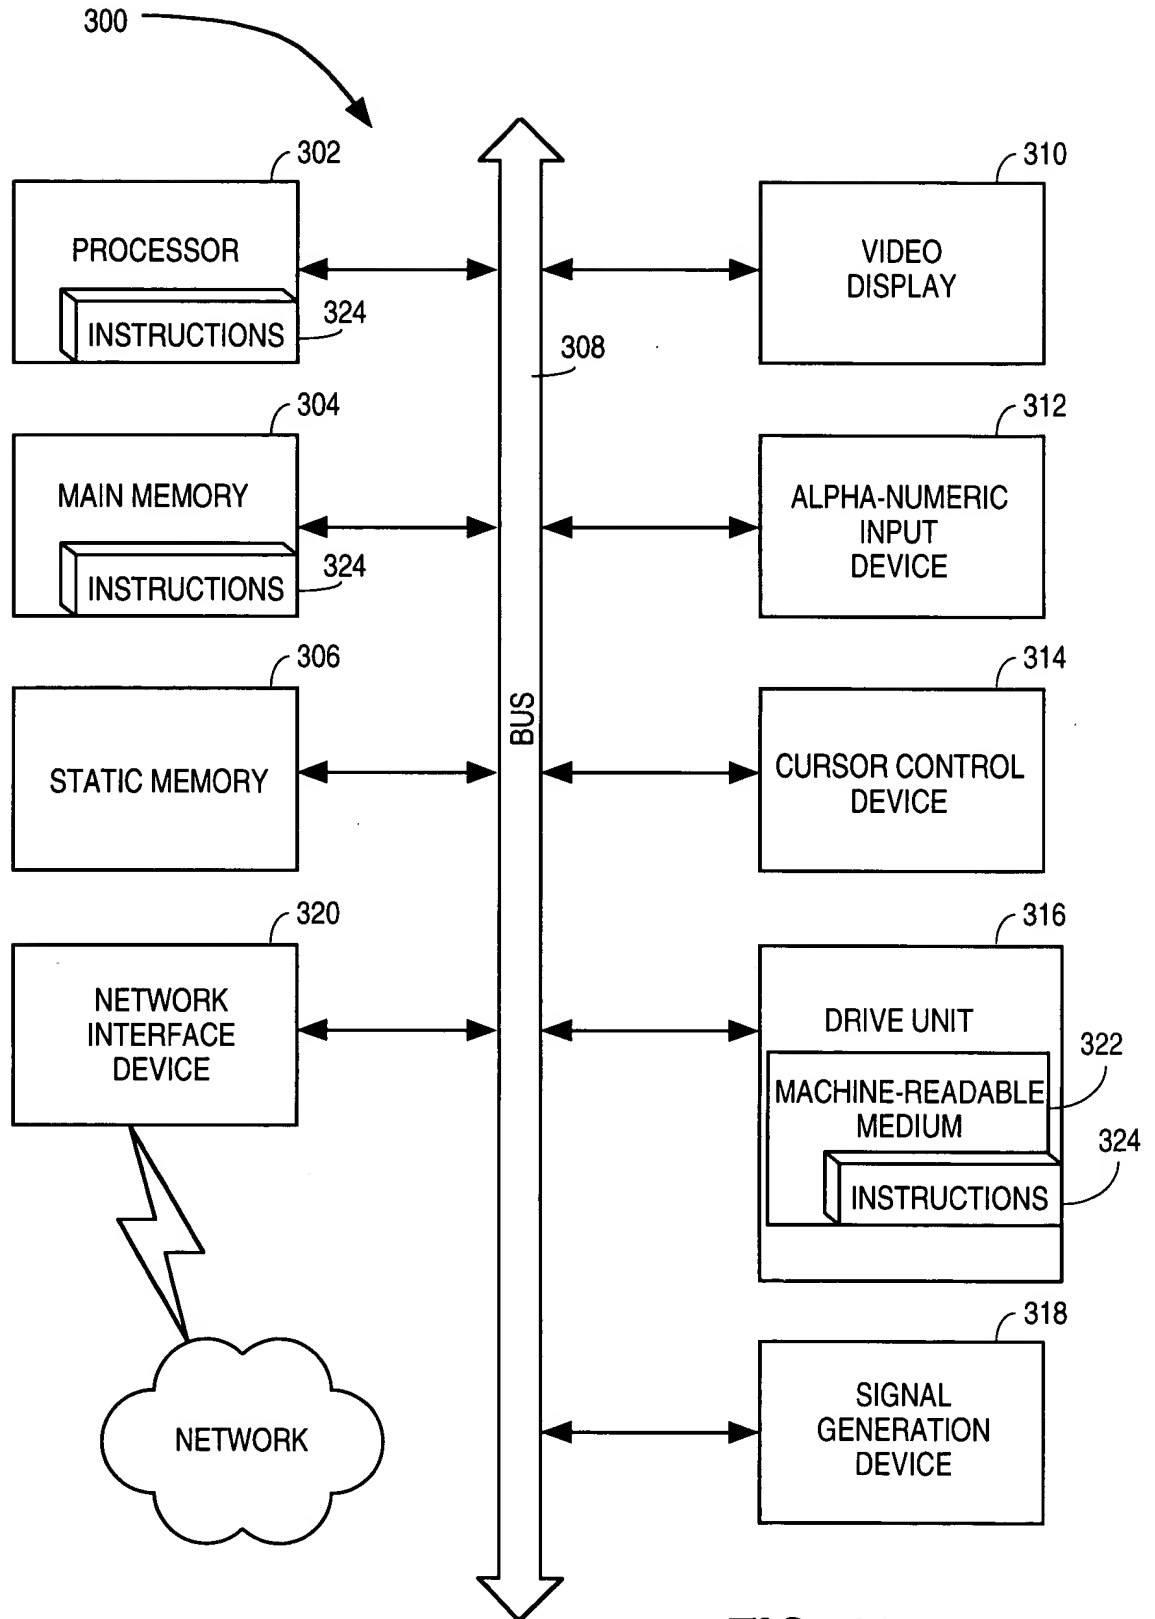 300
302
PROCESSOR
INSTRUCTIONS
324
304
MAIN MEMORY
INSTRUCTIONS
324
306
STATIC MEMORY
320
NETWORK
INTERFACE
DEVICE
NETWORK
308
BUS
310
VIDEO
DISPLAY
312
ALPHA-NUMERIC
INPUT
DEVICE
314
CURSOR CONTROL
DEVICE
316
DRIVE UNIT
322
MACHINE-READABLE
MEDIUM
324
INSTRUCTIONS
318
SIGNAL
GENERATION
DEVICE